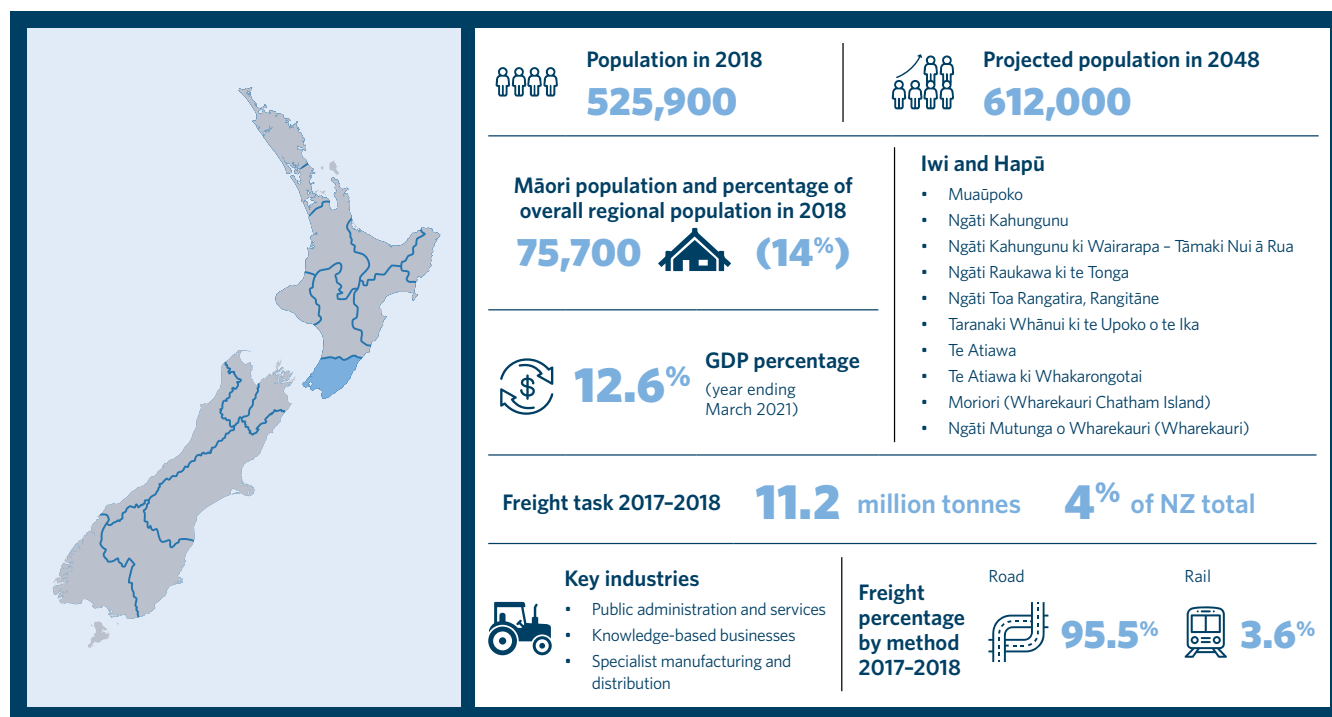 Population in 2018
525,900
Projected population in 2048
612,000
Māori population and percentage of
overall regional population in 2018
75,700
(14%)
$
12.6%
GDP percentage
(year ending
March 2021)
Iwi and Hapū
• Muaūpoko
• Ngāti Kahungunu
• Ngāti Kahungunu ki Wairarapa – Tāmaki Nui ā Rua
• Ngāti Raukawa ki te Tonga
• Ngāti Toa Rangatira, Rangitāne
• Taranaki Whānui ki te Upoko o te Ika
• Te Atiawa
• Te Atiawa ki Whakarongotai
• Moriori (Wharekauri Chatham Island)
• Ngāti Mutunga o Wharekauri (Wharekauri)
Freight task 2017–2018
11.2 million tonnes
4% of NZ total
Key industries
• Public administration and services
• Knowledge-based businesses
• Specialist manufacturing and
distribution
Freight
percentage
by method
2017–2018
Road
95.5%
Rail
3.6%